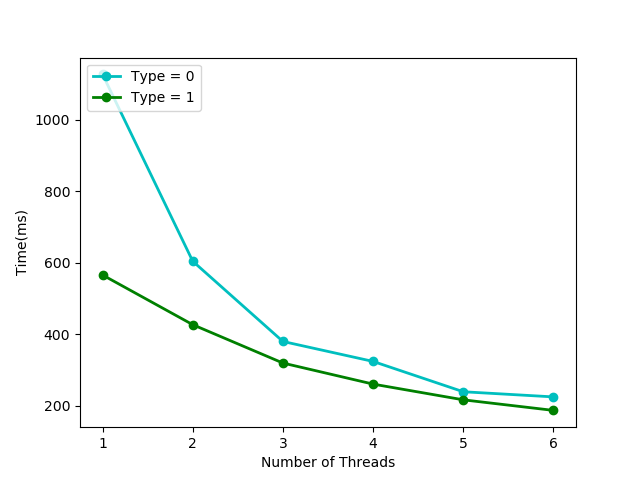 Type = 0
Type = 1
1000
800
600
400
200
Time(ms)
1 2 3 4 5 6
Number of Threads